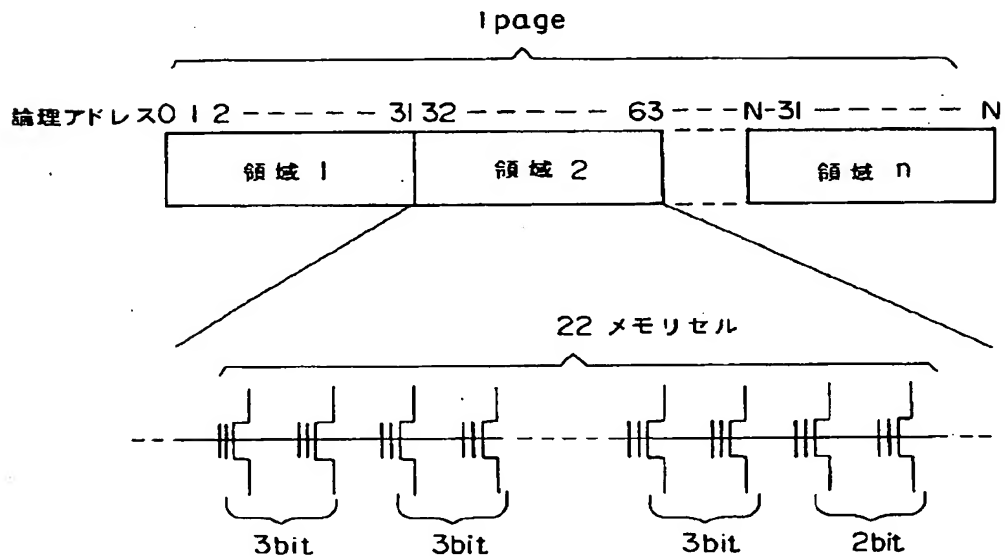 1page
論理アドレス0 1 2 ----- 31 32 ------ 63 --- N-31 ------ N
領域 1 領域 2 領域 n
22 メモリセル
3bit 3bit 3bit 2bit